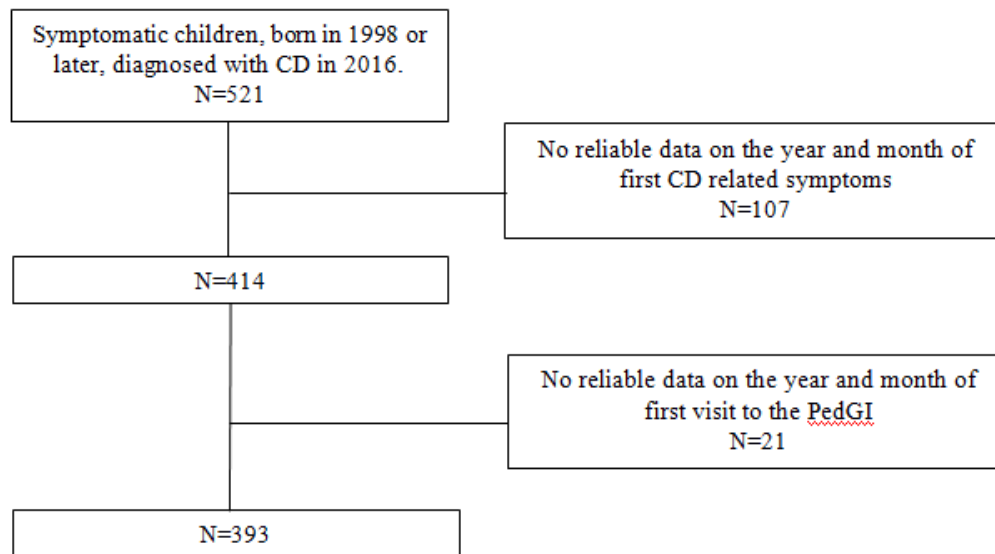 Symptomatic children, born in 1998 or
later, diagnosed with CD in 2016.
N=521
No reliable data on the year and month of
first CD related symptoms
N=107
N=414
No reliable data on the year and month of
first visit to the PedGI
N=21
N=393